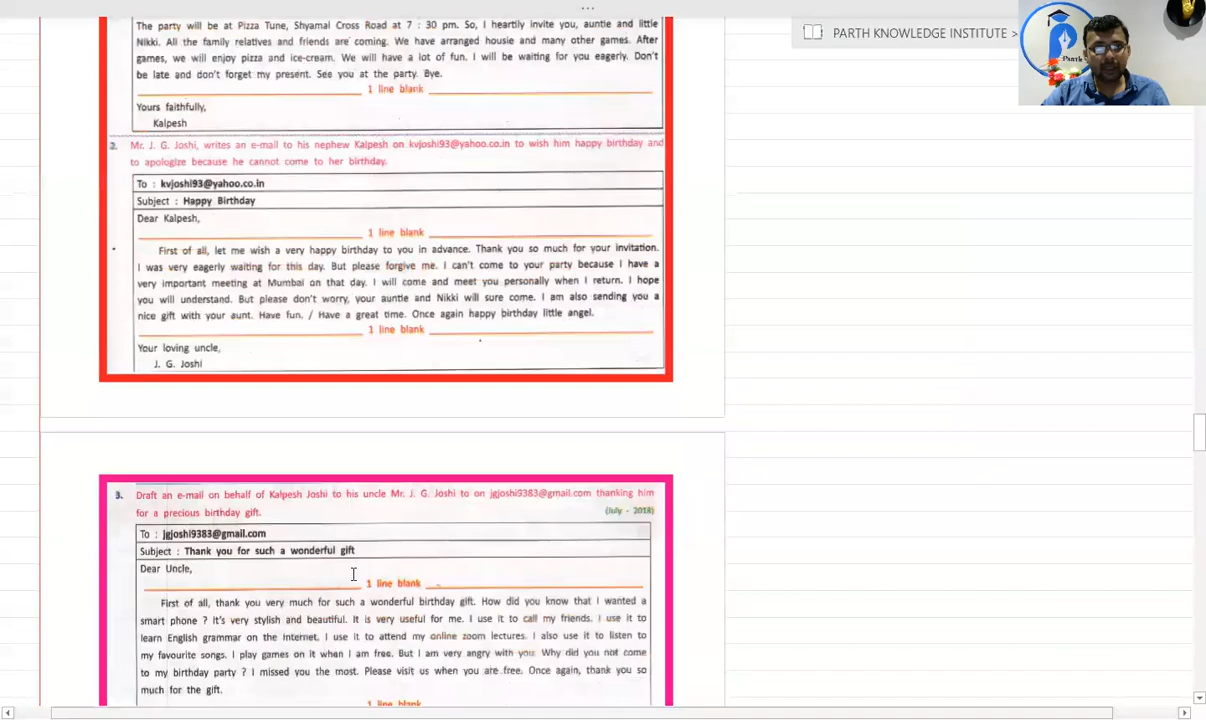 The party will be at Pizza Tune, Shyamal Cross Road at 7 : 30 pm. So, I heartily invite you, auntie and little
Nikki. All the family relatives and friends are coming. We have arranged housie and many other games. After
games, we will enjoy pizza and ice-cream. We will have a lot of fun. I will be waiting for you eagerly. Don't
be late and don't forget my present. See you at the party. Bye.
1 line blank
Yours faithfully,
Kalpesh
2. Mr. J. G. Joshi, writes an e-mail to his nephew Kalpesh on kvjoshi93@yahoo.co.in to wish him happy birthday and
to apologize because he cannot come to her birthday.
To : kvjoshi93@yahoo.co.in
Subject : Happy Birthday
Dear Kalpesh,
1 line blank
First of all, let me wish a very happy birthday to you in advance. Thank you so much for your invitation.
I was very eagerly waiting for this day. But please forgive me. I can't come to your party because I have a
very important meeting at Mumbai on that day. I will come and meet you personally when I return. I hope
you will understand. But please don't worry, your auntie and Nikki will sure come. I am also sending you a
nice gift with your aunt. Have fun. / Have a great time. Once again happy birthday little angel.
1 line blank
Your loving uncle,
J. G. Joshi
3. Draft an e-mail on behalf of Kalpesh Joshi to his uncle Mr. J. G. Joshi to on jgjoshi9383@gmail.com thanking him
for a precious birthday gift. (July - 2018)
To : jgjoshi9383@gmail.com
Subject : Thank you for such a wonderful gift
Dear Uncle,
1 line blank
First of all, thank you very much for such a wonderful birthday gift. How did you know that I wanted a
smart phone ? It's very stylish and beautiful. It is very useful for me. I use it to call my friends. I use it to
learn English grammar on the internet. I use it to attend my online zoom lectures. I also use it to listen to
my favourite songs. I play games on it when I am free. But I am very angry with you. Why did you not come
to my birthday party ? I missed you the most. Please visit us when you are free. Once again, thank you so
much for the gift.
1 line blank
PARTH KNOWLEDGE INSTITUTE >
Parth